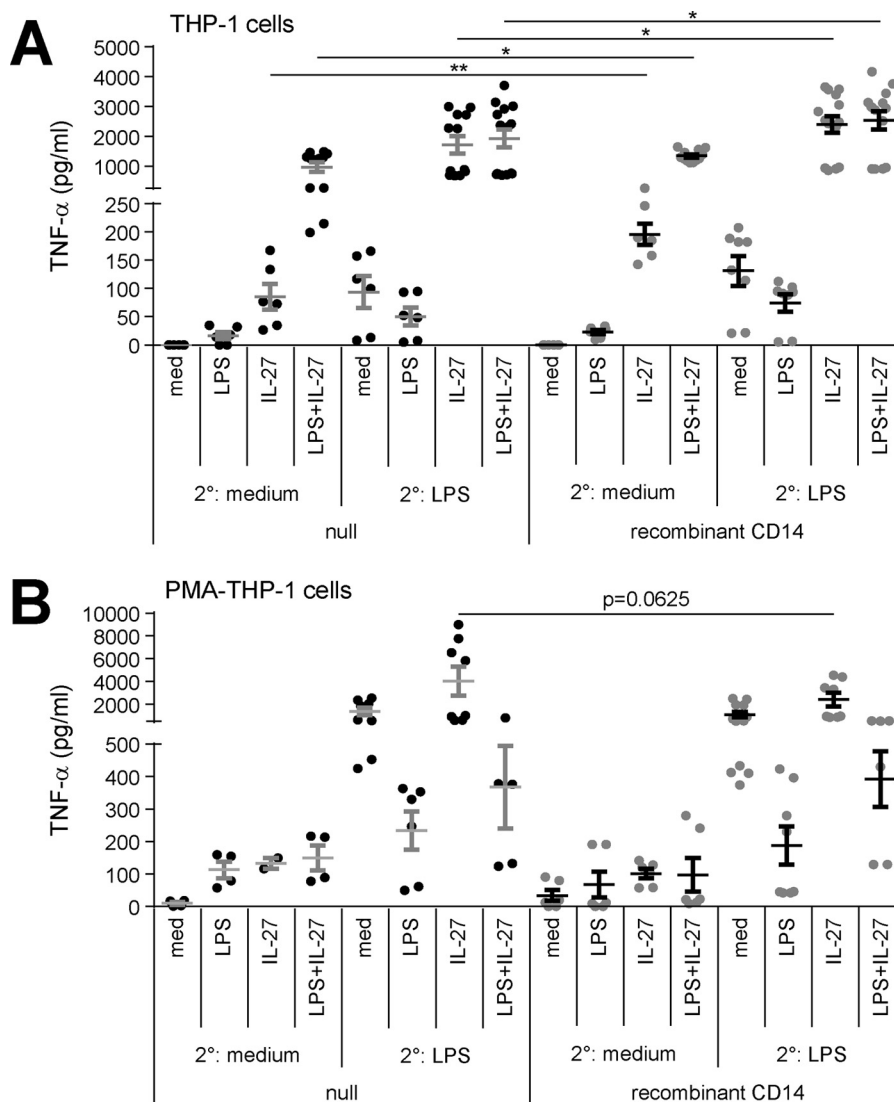 A
THP-1 cells
*
*
*
**
TNF-α (pg/ml)
5000
4000
3000
2000
1000
250
200
150
100
50
0
med
LPS
IL-27
LPS+IL-27
med
LPS
IL-27
LPS+IL-27
med
LPS
IL-27
LPS+IL-27
med
LPS
IL-27
LPS+IL-27
2°: medium
2°: LPS
2°: medium
2°: LPS
null
recombinant CD14
B
PMA-THP-1 cells
p=0.0625
TNF-α (pg/ml)
10000
8000
6000
4000
2000
500
400
300
200
100
0
med
LPS
IL-27
LPS+IL-27
med
LPS
IL-27
LPS+IL-27
med
LPS
IL-27
LPS+IL-27
med
LPS
IL-27
LPS+IL-27
2°: medium
2°: LPS
2°: medium
2°: LPS
null
recombinant CD14